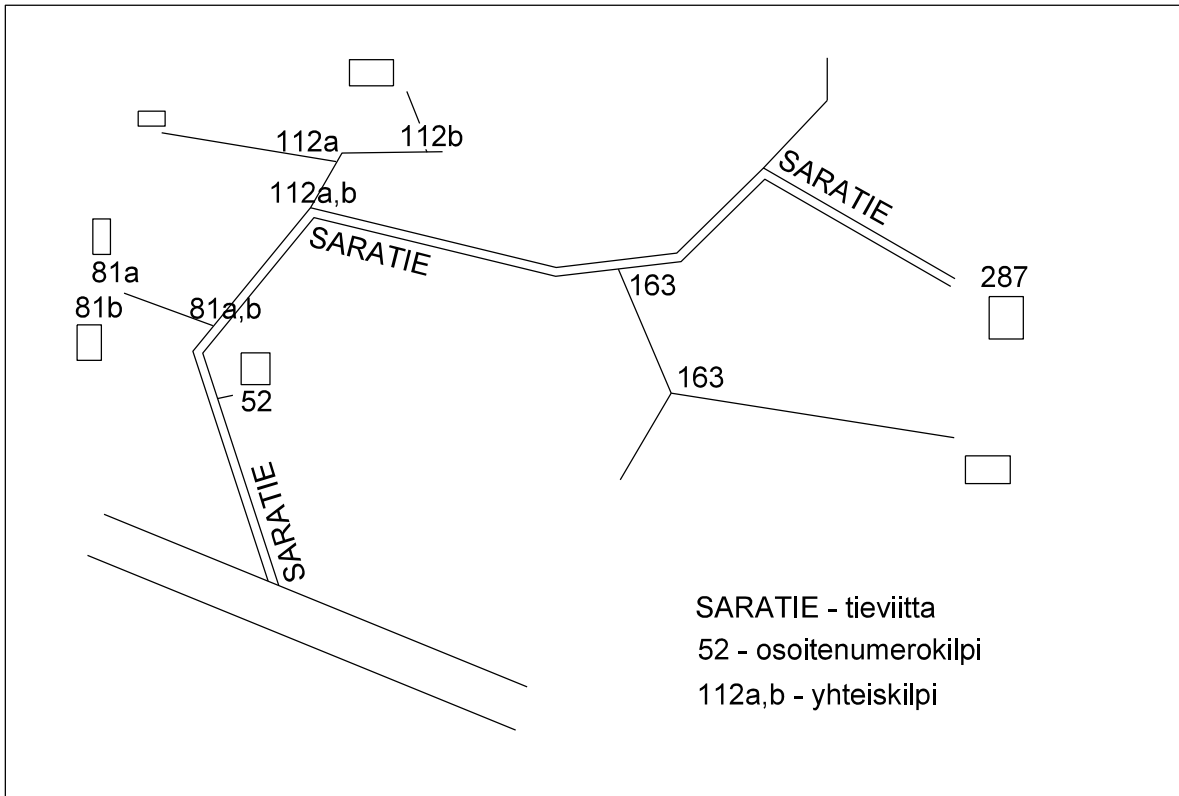 112a
112b
112a,b
SARATIE
SARATIE
81a
81b
81a,b
52
SARATIE
163
163
287
SARATIE - tieviitta
52 - osoitenumerokilpi
112a,b - yhteiskilpi